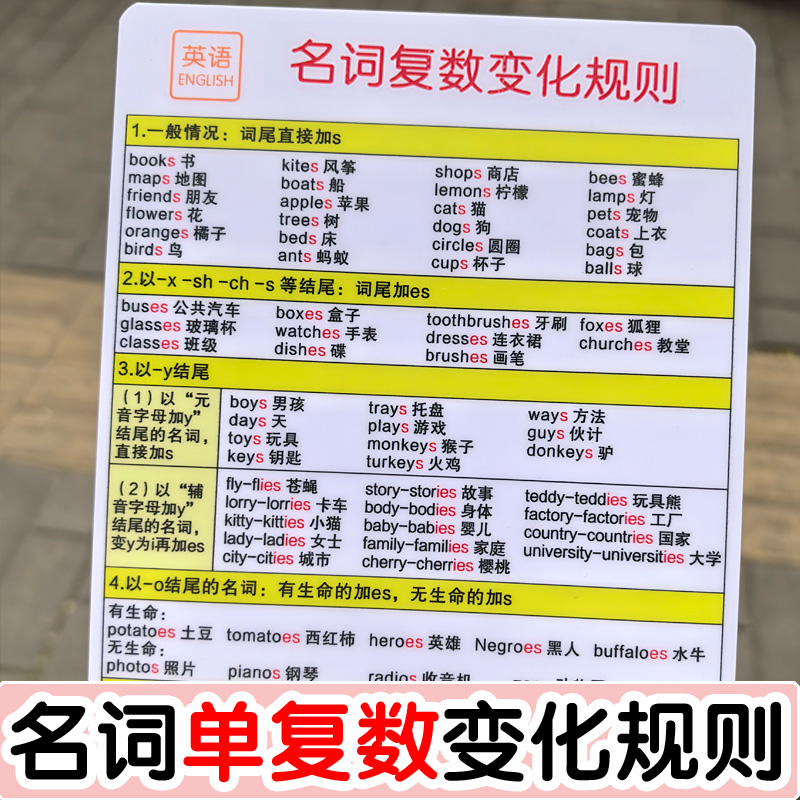 英语
ENGLISH
名词复数变化规则
1.一般情况：词尾直接加s
books 书 kites 风筝 shops 商店 bees 蜜蜂
maps 地图 boats 船 lemons 柠檬 lamps 灯
friends 朋友 apples 苹果 cats 猫 pets 宠物
flowers 花 trees 树 dogs 狗 coats 上衣
oranges 橘子 beds 床 circles 圆圈 bags 包
birds 鸟 ants 蚂蚁 cups 杯子 balls 球
2.以-x -sh -ch -s 等结尾：词尾加es
buses 公共汽车 boxes 盒子 toothbrushes 牙刷 foxes 狐狸
glasses 玻璃杯 watches 手表 dresses 连衣裙 churches 教堂
classes 班级 dishes 碟 brushes 画笔
3.以-y结尾
（1）以“元
音字母加y”
结尾的名词，
直接加s
boys 男孩 trays 托盘 ways 方法
days 天 plays 游戏 guys 伙计
toys 玩具 monkeys 猴子 donkeys 驴
keys 钥匙 turkeys 火鸡
（2）以“辅
音字母加y”
结尾的名词，
变y为i再加es
fly-flies 苍蝇 story-stories 故事 teddy-teddies 玩具熊
lorry-lorries 卡车 body-bodies 身体 factory-factories 工厂
kitty-kitties 小猫 baby-babies 婴儿 country-countries 国家
lady-ladies 女士 family-families 家庭 university-universities 大学
city-cities 城市 cherry-cherries 樱桃
4.以-o结尾的名词：有生命的加es，无生命的加s
有生命：
potatoes 土豆 tomatoes 西红柿 heroes 英雄 Negroes 黑人 buffaloes 水牛
无生命：
photos 照片 pianos 钢琴 radios 收音机
名词单复数变化规则